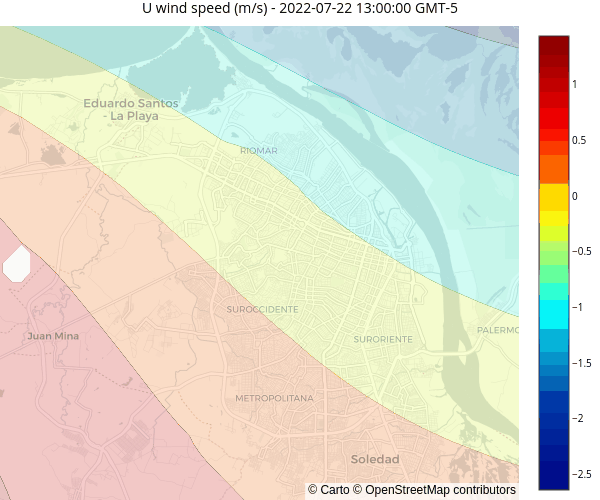 U wind speed (m/s) - 2022-07-22 13:00:00 GMT-5
Eduardo Santos
- La Playa
RIOMAR
SUROCCIDENTE
Juan Mina
SURORIENTE
PALERMO
METROPOLITANA
Soledad
© Carto © OpenStreetMap contributors
1
0.5
0
−0.5
−1
−1.5
−2
−2.5